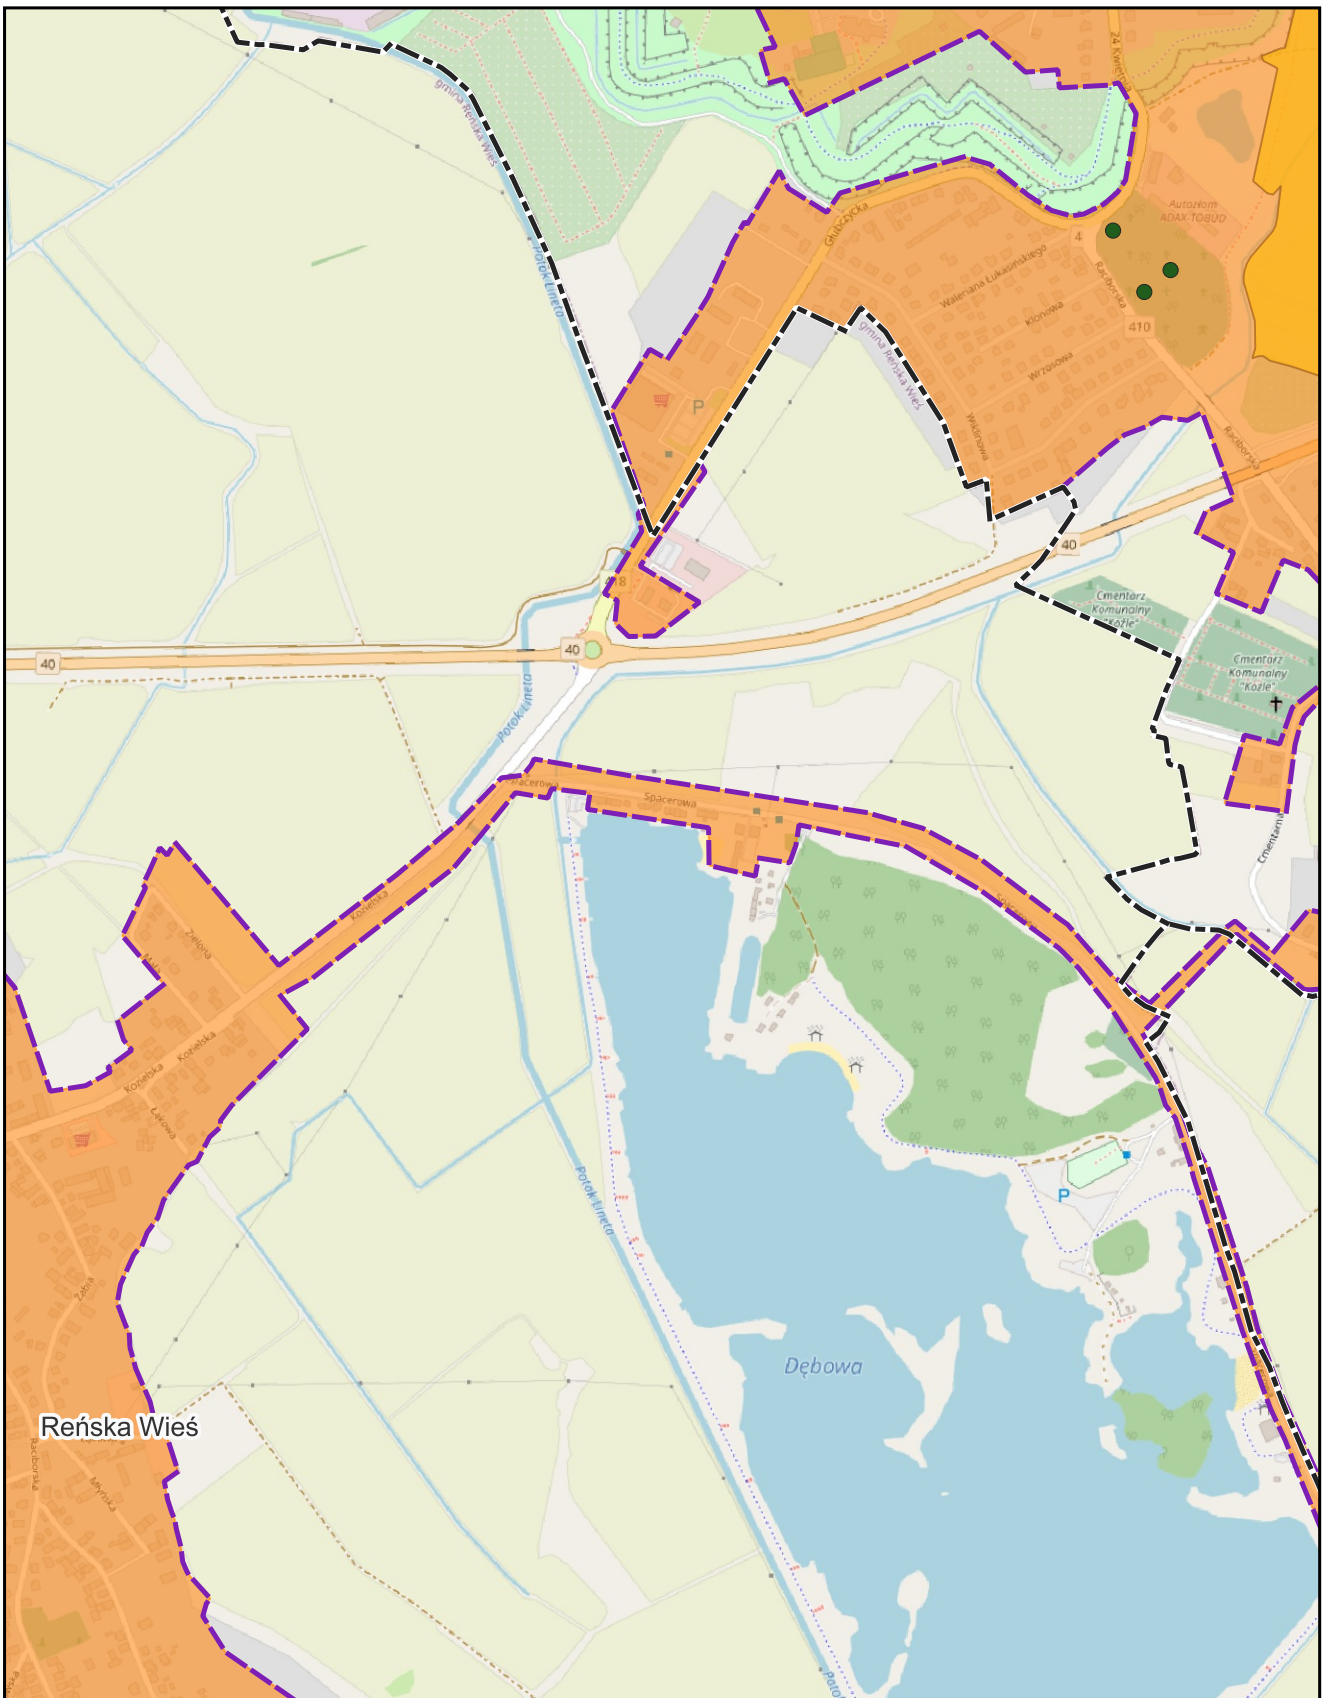 24 Kwietnia
gmina Reńska Wieś
Autozłom
ADAX-TOBUD
Głubczycka
4
Potok Lineta
Waleriana Łukasińskiego
Raciborska
Klonowa
410
gmina Reńska Wieś
Wrzosowa
P
Wiklinowa
Raciborska
40
Cmentarz
Komunalny
"Koźle"
40
40
Cmentarz
Komunalny
"Koźle"
Potok Lineta
Spacerowa
Spacerowa
Cmentarna
Kozielska
Zielona
Mała
Spacerowa
Kozielska
Kozielska
Łąkowa
P
Potok Lineta
Żabia
Dębowa
Reńska Wieś
Raciborska
Młyńska